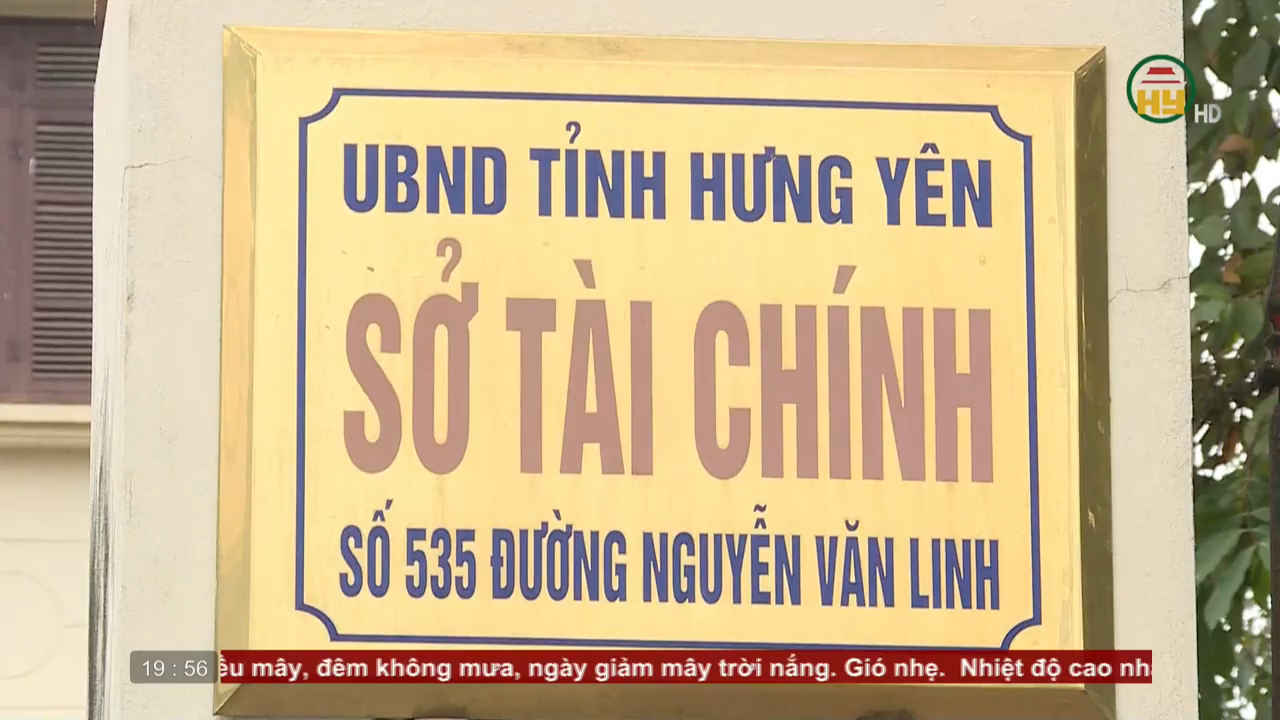 HY HD
UBND TỈNH HƯNG YÊN
SỞ TÀI CHÍNH
SỐ 535 ĐƯỜNG NGUYỄN VĂN LINH
19 : 56 mây, đêm không mưa, ngày giảm mây trời nắng. Gió nhẹ. Nhiệt độ cao